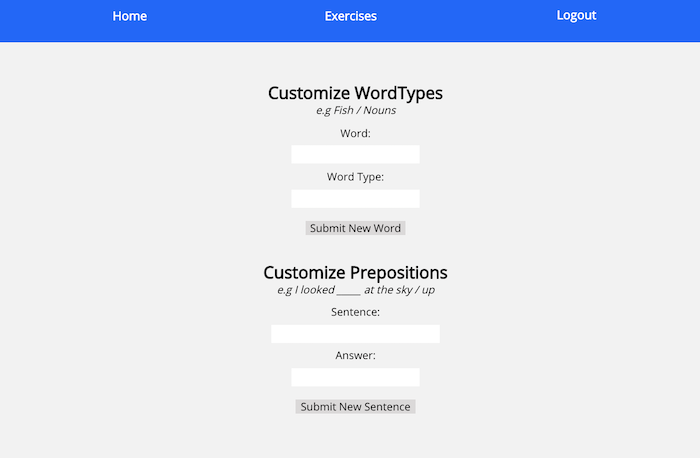 Home Exercises Logout
Customize WordTypes
e.g Fish / Nouns
Word:
Word Type:
Submit New Word
Customize Prepositions
e.g I looked _____ at the sky / up
Sentence:
Answer:
Submit New Sentence